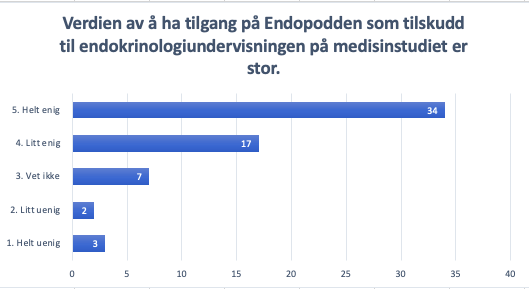 Verdien av å ha tilgang på Endopodden som tilskudd
til endokrinologiundervisningen på medisinstudiet er
stor.
5. Helt enig
34
4. Litt enig
17
3. Vet ikke
7
2. Litt uenig
2
1. Helt uenig
3
0 5 10 15 20 25 30 35 40